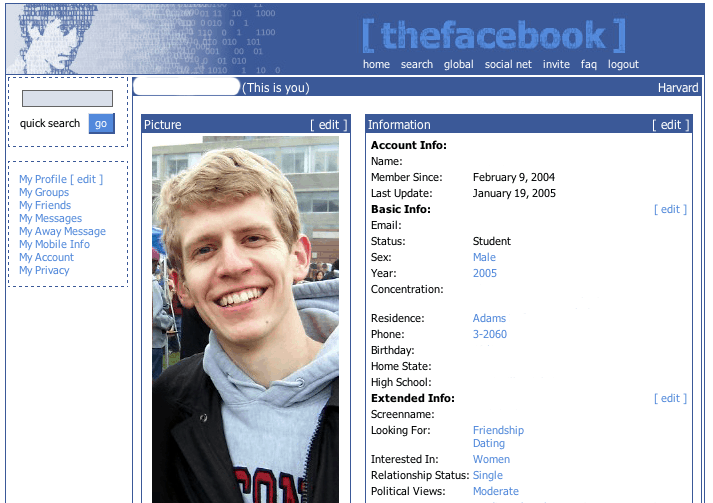 [ thefacebook ]
home search global social net invite faq logout
(This is you) Harvard
quick search go
My Profile [ edit ]
My Groups
My Friends
My Messages
My Away Message
My Mobile Info
My Account
My Privacy
Picture [ edit ]
Information [ edit ]
Account Info:
Name:
Member Since: February 9, 2004
Last Update: January 19, 2005
Basic Info: [ edit ]
Email:
Status: Student
Sex: Male
Year: 2005
Concentration:
Residence: Adams
Phone: 3-2060
Birthday:
Home State:
High School:
Extended Info: [ edit ]
Screenname:
Looking For: Friendship
Dating
Interested In: Women
Relationship Status: Single
Political Views: Moderate